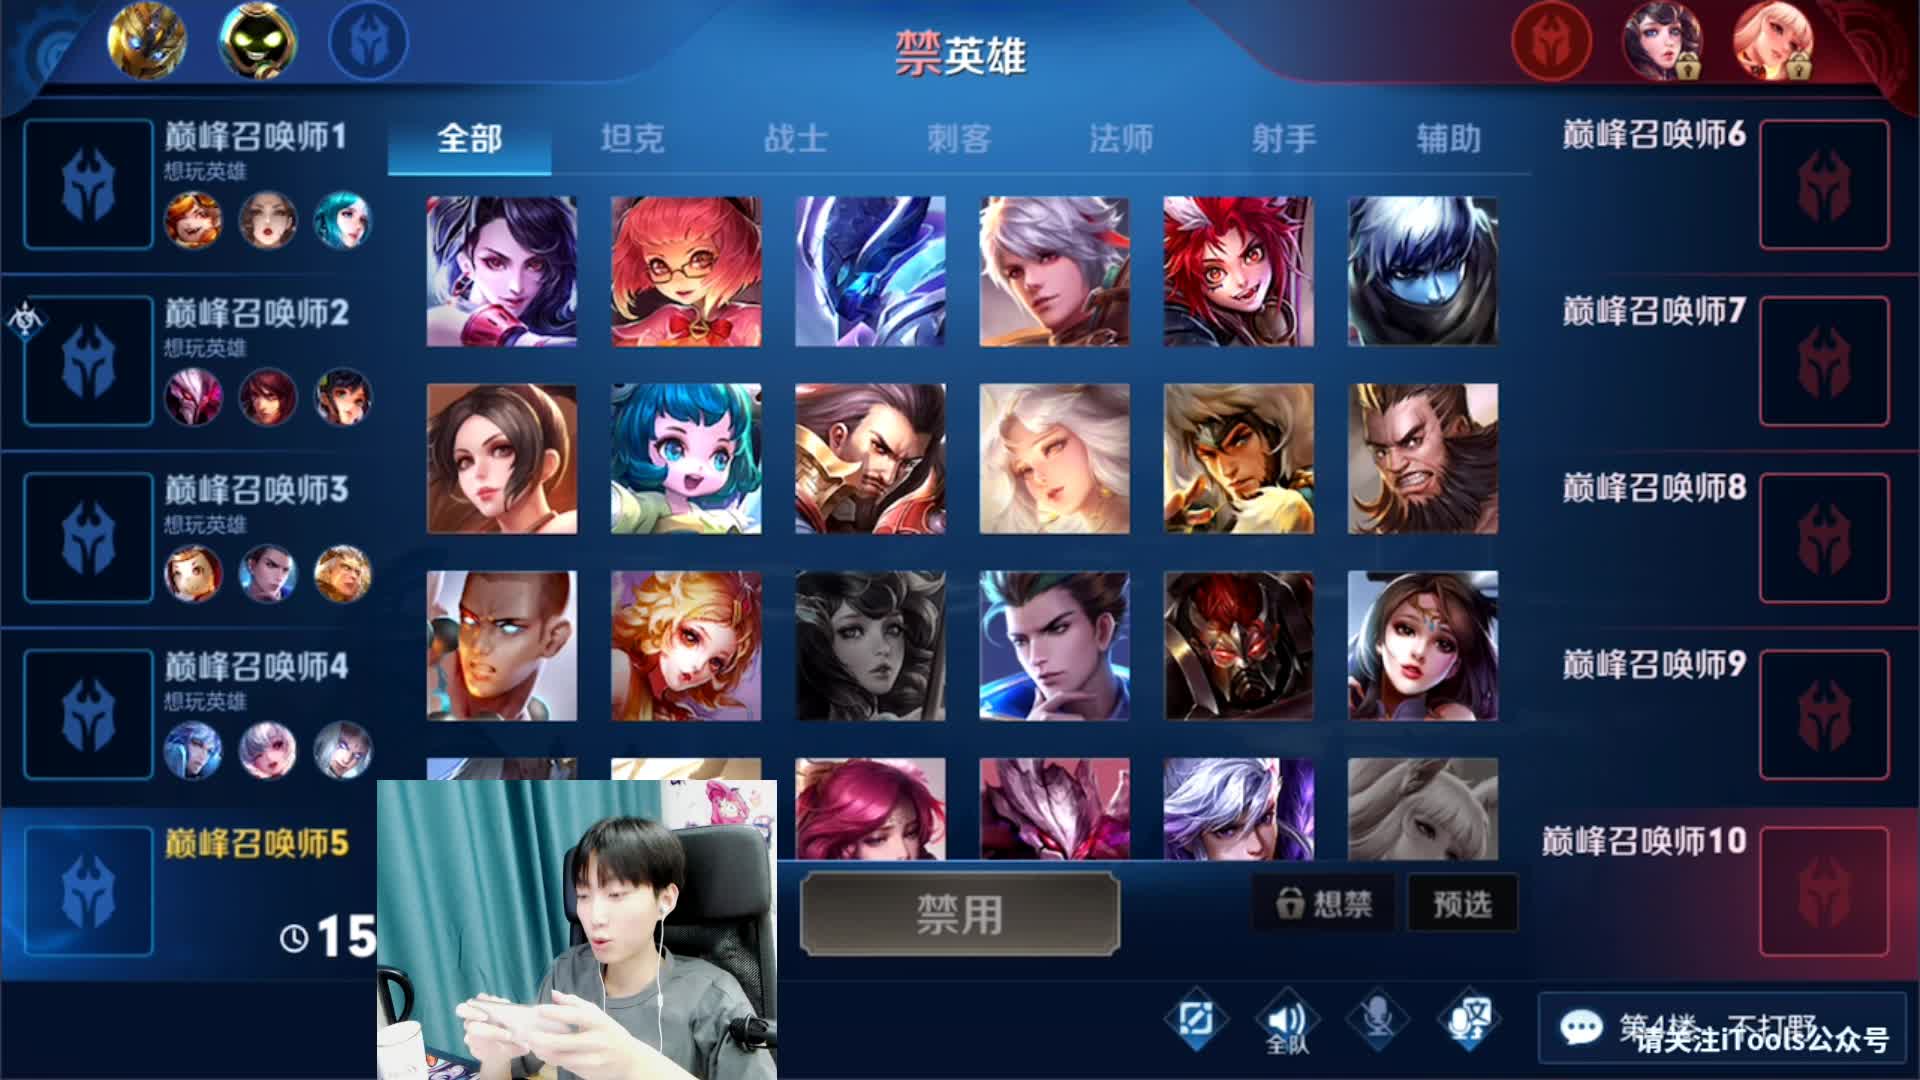 禁英雄
全部 坦克 战士 刺客 法师 射手 辅助
巅峰召唤师1
想玩英雄
巅峰召唤师2
想玩英雄
巅峰召唤师3
想玩英雄
巅峰召唤师4
想玩英雄
巅峰召唤师5
15
巅峰召唤师6
巅峰召唤师7
巅峰召唤师8
巅峰召唤师9
巅峰召唤师10
禁用
想禁
预选
全队
第4楼 不打野
请关注iTools公众号